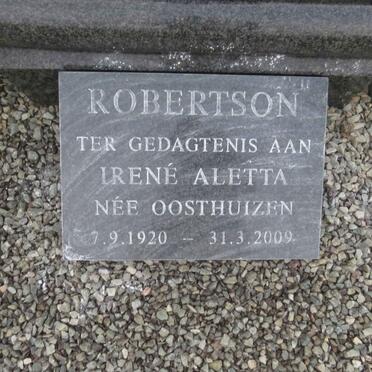 ROBERTSON
TER GEDAGTENIS AAN
IRENÉ ALETTA
NÉE OOSTHUIZEN
7.9.1920 – 31.3.2009